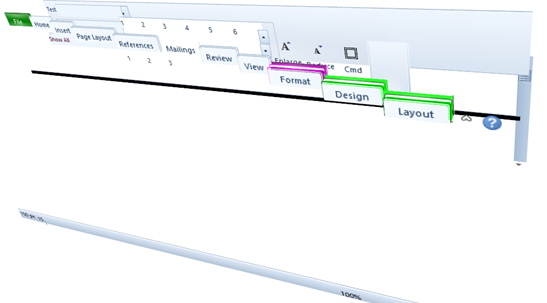 Test
File Home Insert Page Layout References Mailings Review View Format Design Layout
Show All
1 2 3 4 5 6
1 2 3
A A
Enlarge Reduce Cmd
?
100%